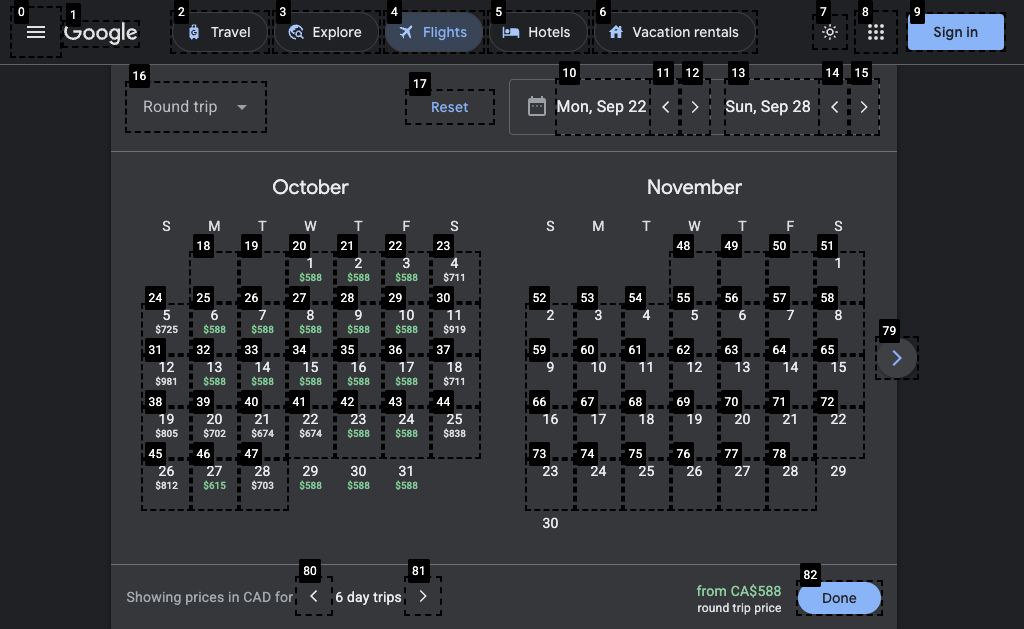 0 1 2 3 4 5 6 7 8 9
Google Travel Explore Flights Hotels Vacation rentals Sign in
16 17 10 11 12 13 14 15
Round trip Reset Mon, Sep 22 Sun, Sep 28
October November
S M T W T F S S M T W T F S
18 19 20 21 22 23 48 49 50 51
1 2 3 4 1
$588 $588 $588 $711
24 25 26 27 28 29 30 52 53 54 55 56 57 58
5 6 7 8 9 10 11 2 3 4 5 6 7 8
$725 $588 $588 $588 $588 $588 $919
79
31 32 33 34 35 36 37 59 60 61 62 63 64 65
12 13 14 15 16 17 18 9 10 11 12 13 14 15
$981 $588 $588 $588 $588 $588 $711
38 39 40 41 42 43 44 66 67 68 69 70 71 72
19 20 21 22 23 24 25 16 17 18 19 20 21 22
$805 $702 $674 $674 $588 $588 $838
45 46 47 73 74 75 76 77 78
26 27 28 29 30 31 23 24 25 26 27 28 29
$812 $615 $703 $588 $588 $588
30
80 81 82
Showing prices in CAD for 6 day trips from CA$588 Done
round trip price